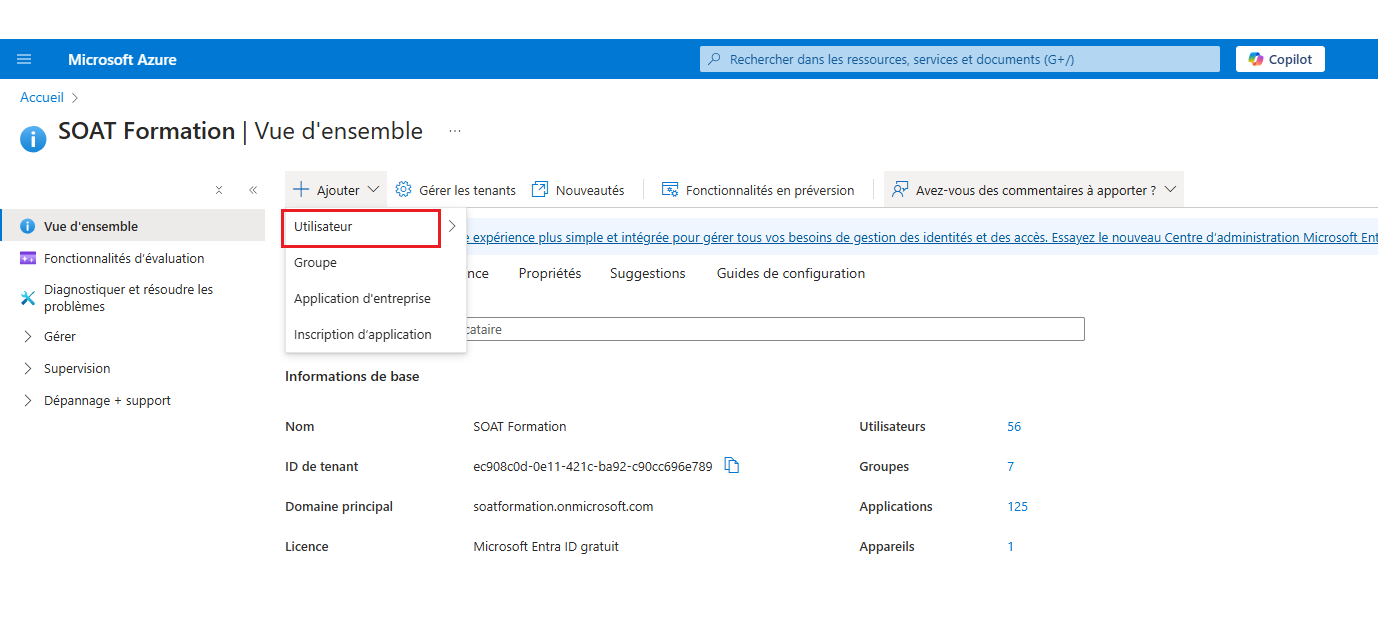 Microsoft Azure
Rechercher dans les ressources, services et documents (G+/)
Copilot
Accueil
SOAT Formation | Vue d'ensemble
Ajouter
Gérer les tenants
Nouveautés
Fonctionnalités en préversion
Avez-vous des commentaires à apporter ?
Vue d'ensemble
Fonctionnalités d'évaluation
Diagnostiquer et résoudre les
problèmes
Gérer
Supervision
Dépannage + support
Utilisateur
Groupe
Application d'entreprise
Inscription d'application
expérience plus simple et intégrée pour gérer tous vos besoins de gestion des identités et des accès. Essayez le nouveau Centre d'administration Microsoft Ent
nce
Propriétés
Suggestions
Guides de configuration
cataire
Informations de base
Nom
SOAT Formation
Utilisateurs
56
ID de tenant
ec908c0d-0e11-421c-ba92-c90cc696e789
Groupes
7
Domaine principal
soatformation.onmicrosoft.com
Applications
125
Licence
Microsoft Entra ID gratuit
Appareils
1